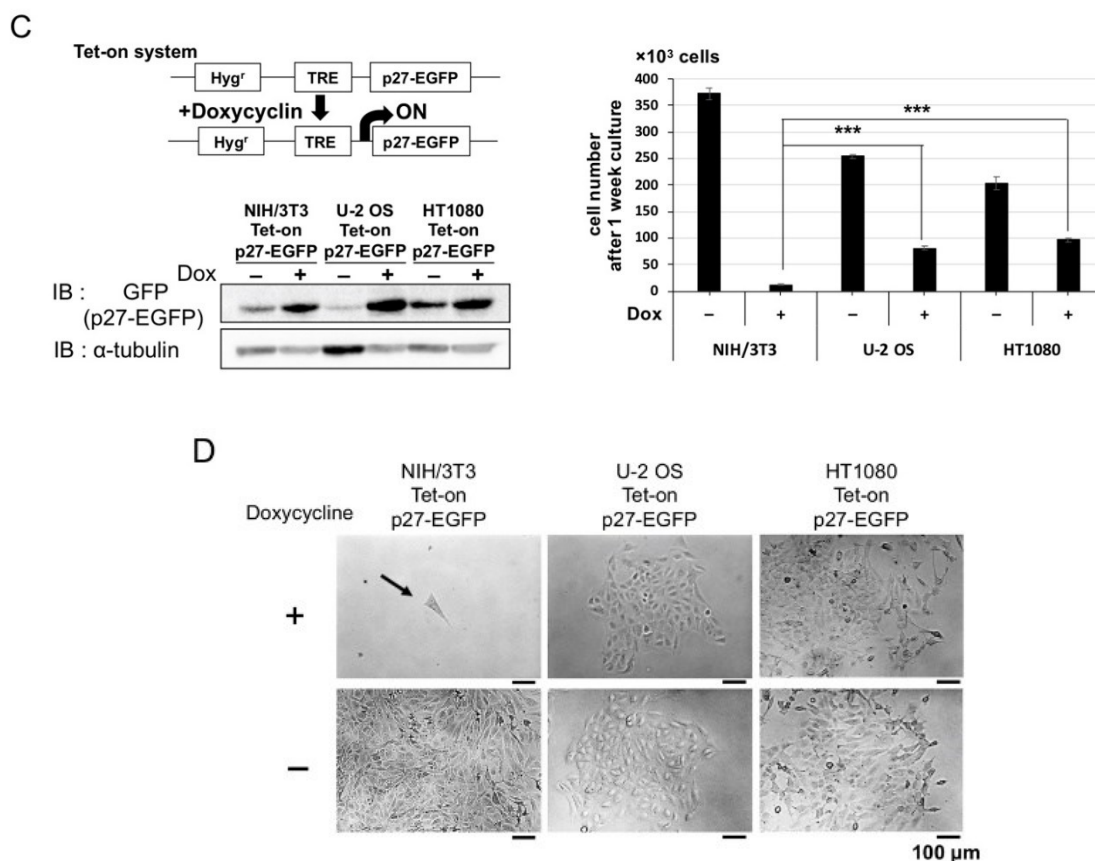 C
Tet-on system
Hygʳ TRE p27-EGFP
+Doxycyclin ON
Hygʳ TRE p27-EGFP
NIH/3T3 U-2 OS HT1080
Tet-on Tet-on Tet-on
p27-EGFP p27-EGFP p27-EGFP
Dox − + − + − +
IB : GFP
(p27-EGFP)
IB : α-tubulin
×10³ cells
cell number
after 1 week culture
400
350
300
250
200
150
100
50
0
***
***
Dox − + − + − +
NIH/3T3 U-2 OS HT1080
D
NIH/3T3 U-2 OS HT1080
Tet-on Tet-on Tet-on
Doxycycline p27-EGFP p27-EGFP p27-EGFP
+
−
100 µm